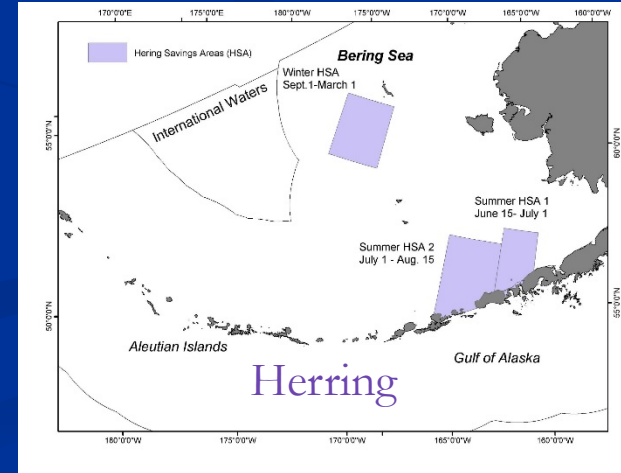 170°0'0"E
175°0'0"E
180°0'0"
175°0'0"W
170°0'0"W
165°0'0"W
160°0'0"W
Hering Savings Areas (HSA)
Bering Sea
Winter HSA
Sept.1-March 1
International Waters
55°0'0"N
60°0'0"N
Summer HSA 1
June 15- July 1
Summer HSA 2
July 1 - Aug. 15
50°0'0"N
55°0'0"N
Aleutian Islands
Gulf of Alaska
Herring
180°0'0"
175°0'0"W
170°0'0"W
165°0'0"W
160°0'0"W